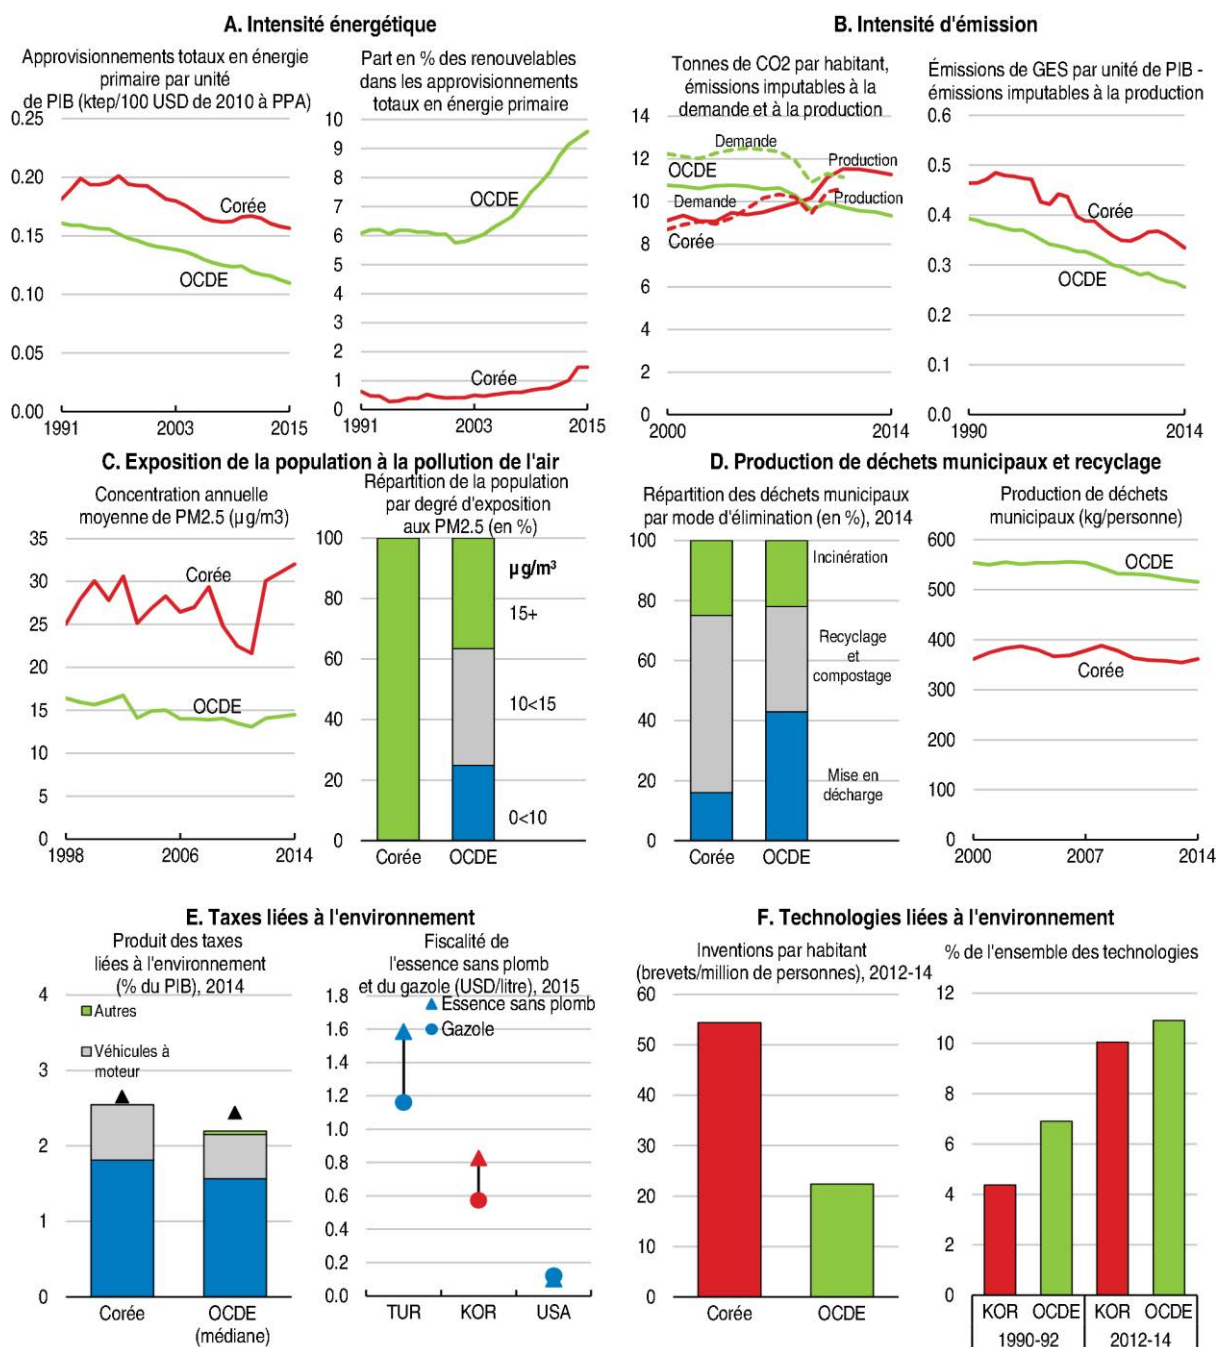 A. Intensité énergétique
Approvisionnements totaux en énergie
primaire par unité
de PIB (ktep/100 USD de 2010 à PPA)
0.25
0.20
0.15
0.10
0.05
0.00
Corée
OCDE
1991
2003
2015
Part en % des renouvelables
dans les approvisionnements
totaux en énergie primaire
10
9
8
7
6
5
4
3
2
1
0
OCDE
Corée
1991
2003
2015
B. Intensité d'émission
Tonnes de CO2 par habitant,
émissions imputables à la
demande et à la production
14
12
10
8
6
4
2
0
Demande
OCDE
Production
Demande
Production
Corée
2000
2014
Émissions de GES par unité de PIB -
émissions imputables à la production
0.6
0.5
0.4
0.3
0.2
0.1
0.0
Corée
OCDE
1990
2014
C. Exposition de la population à la pollution de l'air
Concentration annuelle
moyenne de PM2.5 (µg/m3)
35
30
25
20
15
10
5
0
Corée
OCDE
1998
2006
2014
Répartition de la population
par degré d'exposition
aux PM2.5 (en %)
100
80
60
40
20
0
µg/m³
15+
10<15
0<10
Corée
OCDE
D. Production de déchets municipaux et recyclage
Répartition des déchets municipaux
par mode d'élimination (en %), 2014
100
80
60
40
20
0
Incinération
Recyclage
et
compostage
Mise en
décharge
Corée
OCDE
Production de déchets
municipaux (kg/personne)
600
500
400
300
200
100
0
OCDE
Corée
2000
2007
2014
E. Taxes liées à l'environnement
Produit des taxes
liées à l'environnement
(% du PIB), 2014
4
3
2
1
0
Autres
Véhicules à
moteur
Corée
OCDE
(médiane)
Fiscalité de
l'essence sans plomb
et du gazole (USD/litre), 2015
1.8
1.6
1.4
1.2
1.0
0.8
0.6
0.4
0.2
0.0
Essence sans plomb
Gazole
TUR
KOR
USA
F. Technologies liées à l'environnement
Inventions par habitant
(brevets/million de personnes), 2012-14
60
50
40
30
20
10
0
Corée
OCDE
% de l'ensemble des technologies
12
10
8
6
4
2
0
KOR OCDE KOR OCDE
1990-92 2012-14